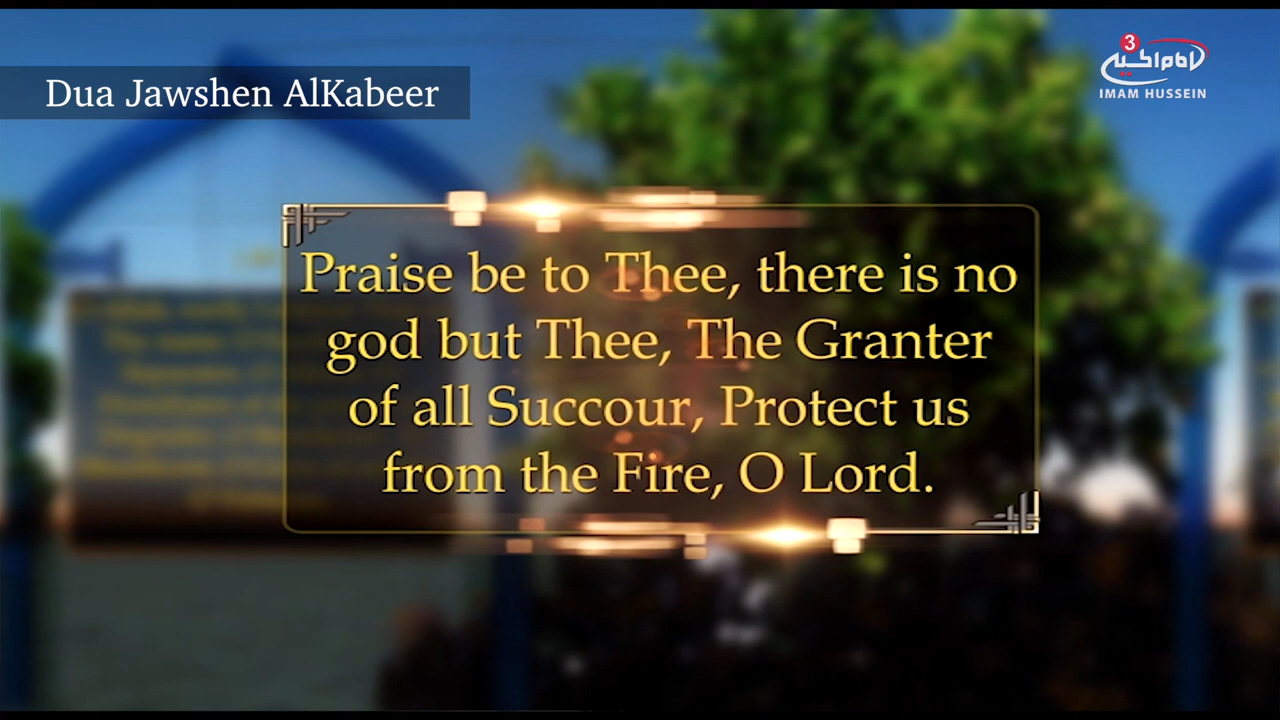 Dua Jawshen AlKabeer
3
IMAM HUSSEIN
Praise be to Thee, there is no
god but Thee, The Granter
of all Succour, Protect us
from the Fire, O Lord.